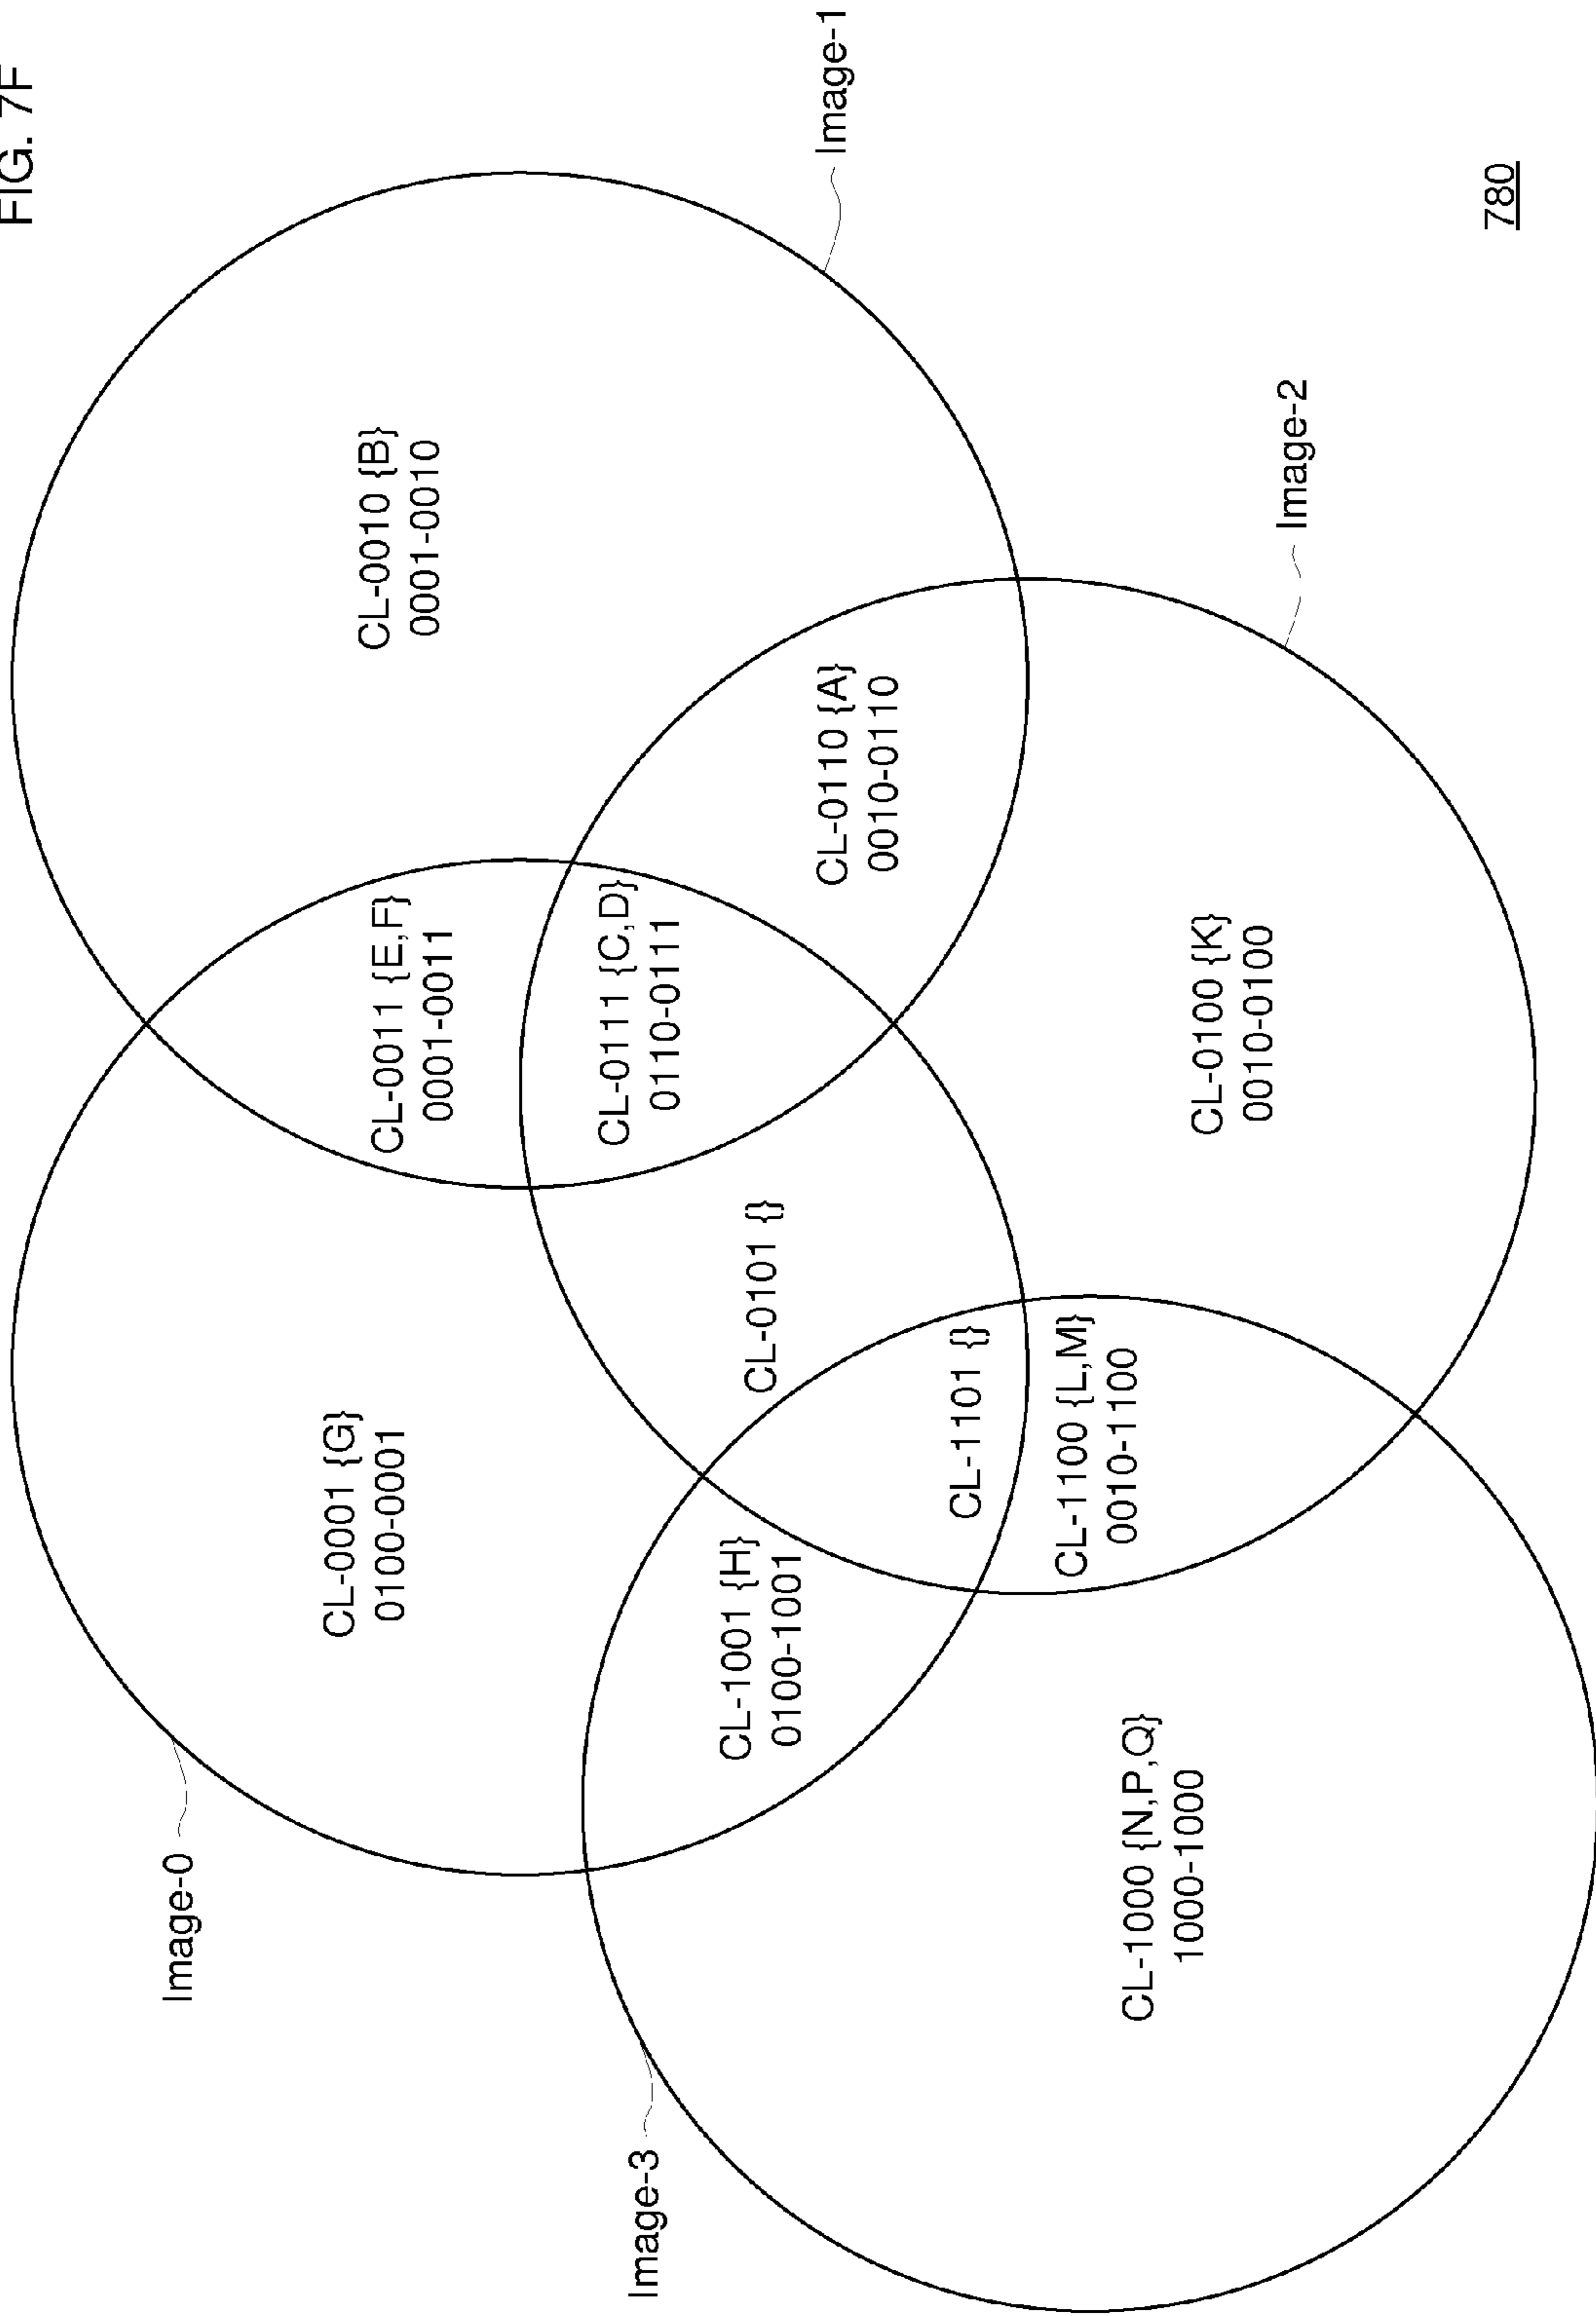 FIG. 7F
Image-0
Image-1
CL-0001 {G}
0100-0001
CL-0011 {E,F}
0001-0011
CL-0010 {B}
0001-0010
CL-0111 {C,D}
0110-0111
Image-3
CL-1001 {H}
0100-1001
CL-0101 {}
CL-0110 {A}
0010-0110
CL-1101 {}
CL-1100 {L,M}
0010-1100
CL-1000 {N,P,Q}
1000-1000
CL-0100 {K}
0010-0100
Image-2
780